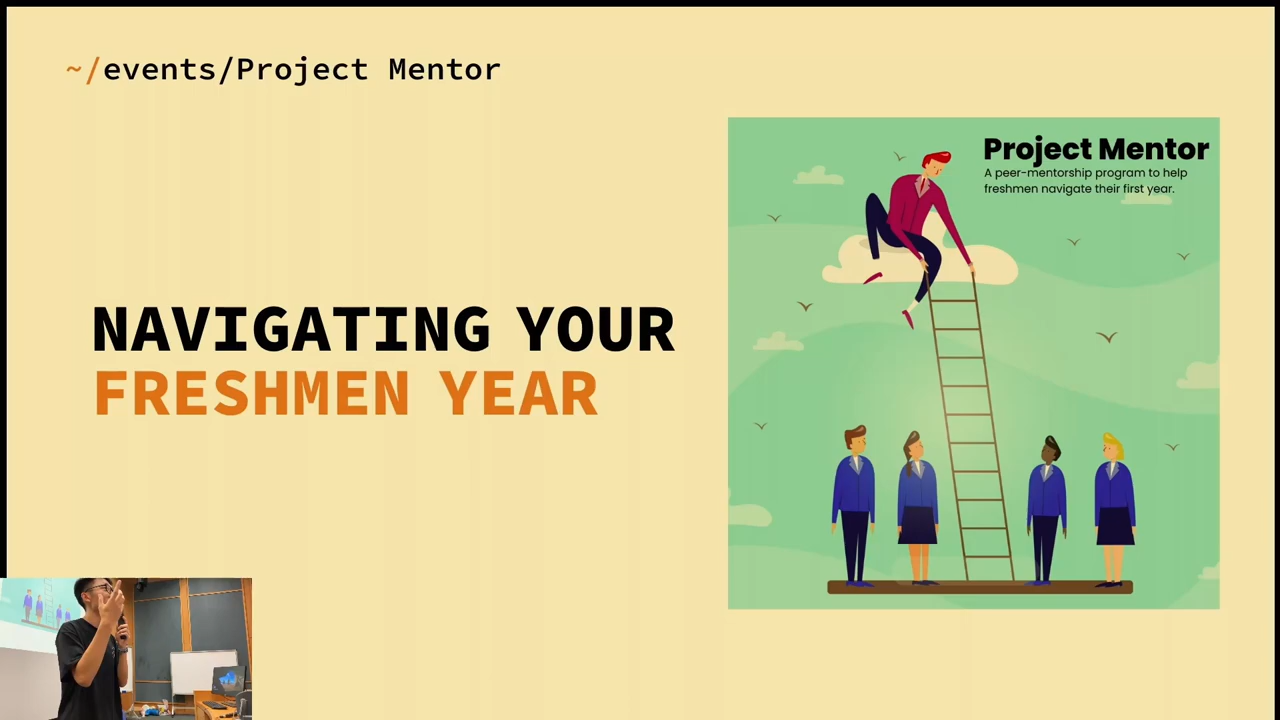 ~/events/Project Mentor
Project Mentor
A peer-mentorship program to help
freshmen navigate their first year.
NAVIGATING YOUR
FRESHMEN YEAR